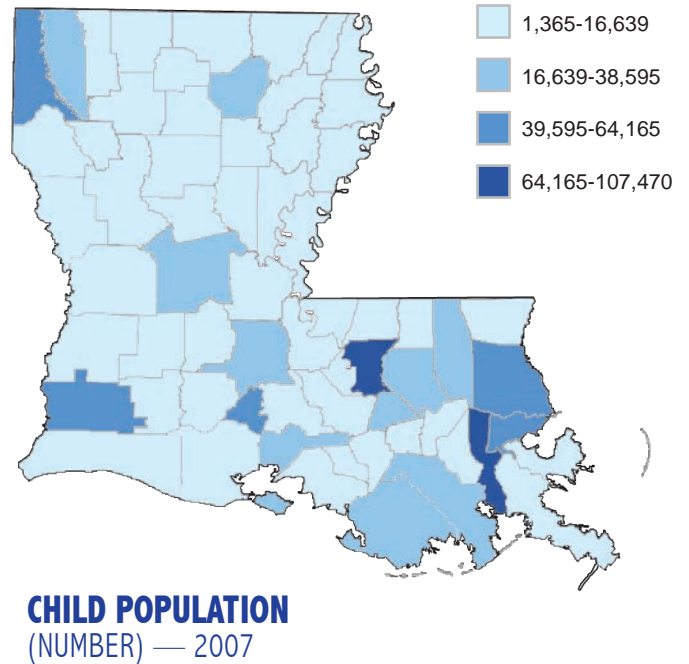 1,365-16,639
16,639-38,595
39,595-64,165
64,165-107,470
CHILD POPULATION
(NUMBER) — 2007